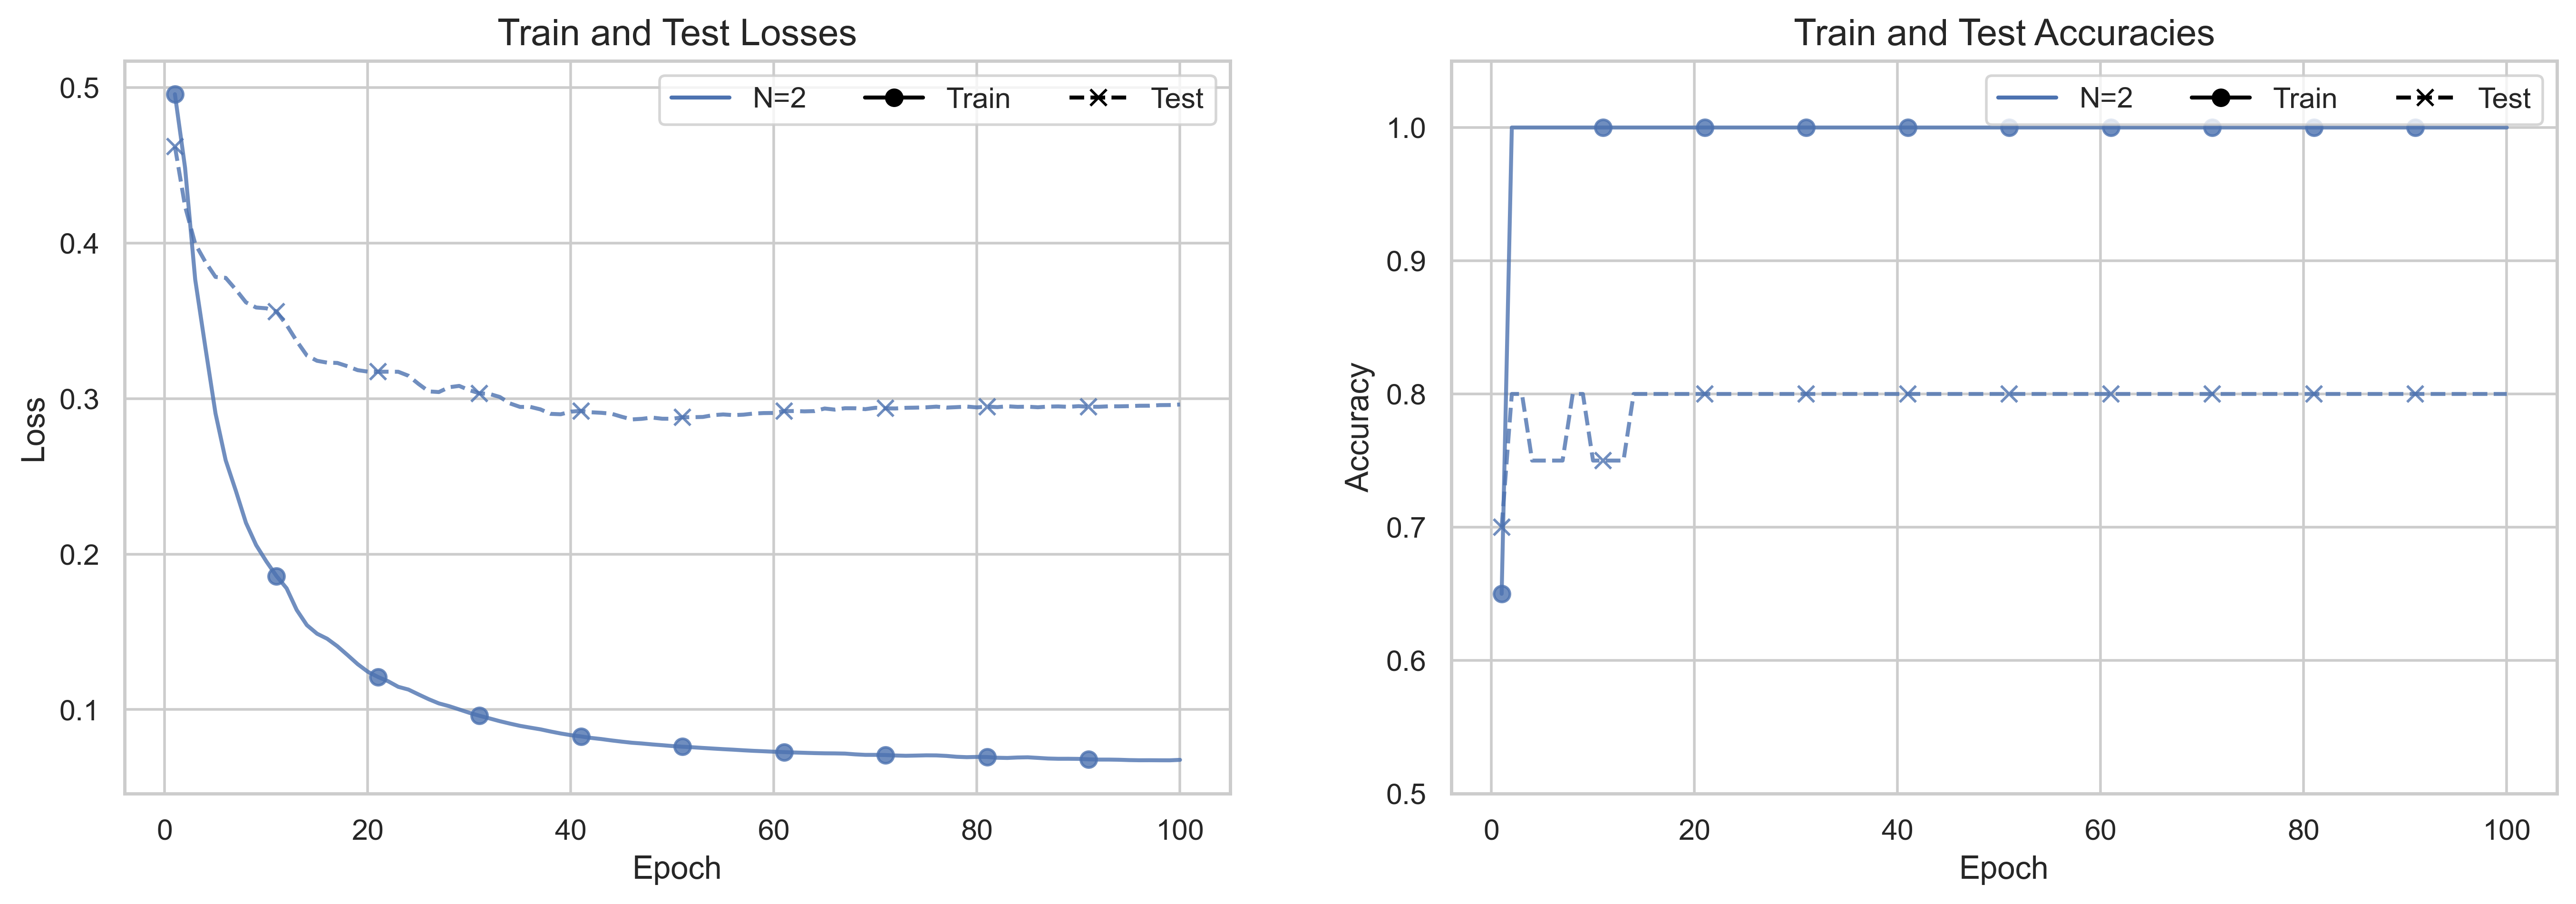 Train and Test Losses
N=2 Train Test
0.5
0.4
0.3
0.2
0.1
Loss
0 20 40 60 80 100
Epoch
Train and Test Accuracies
N=2 Train Test
1.0
0.9
0.8
0.7
0.6
0.5
Accuracy
0 20 40 60 80 100
Epoch